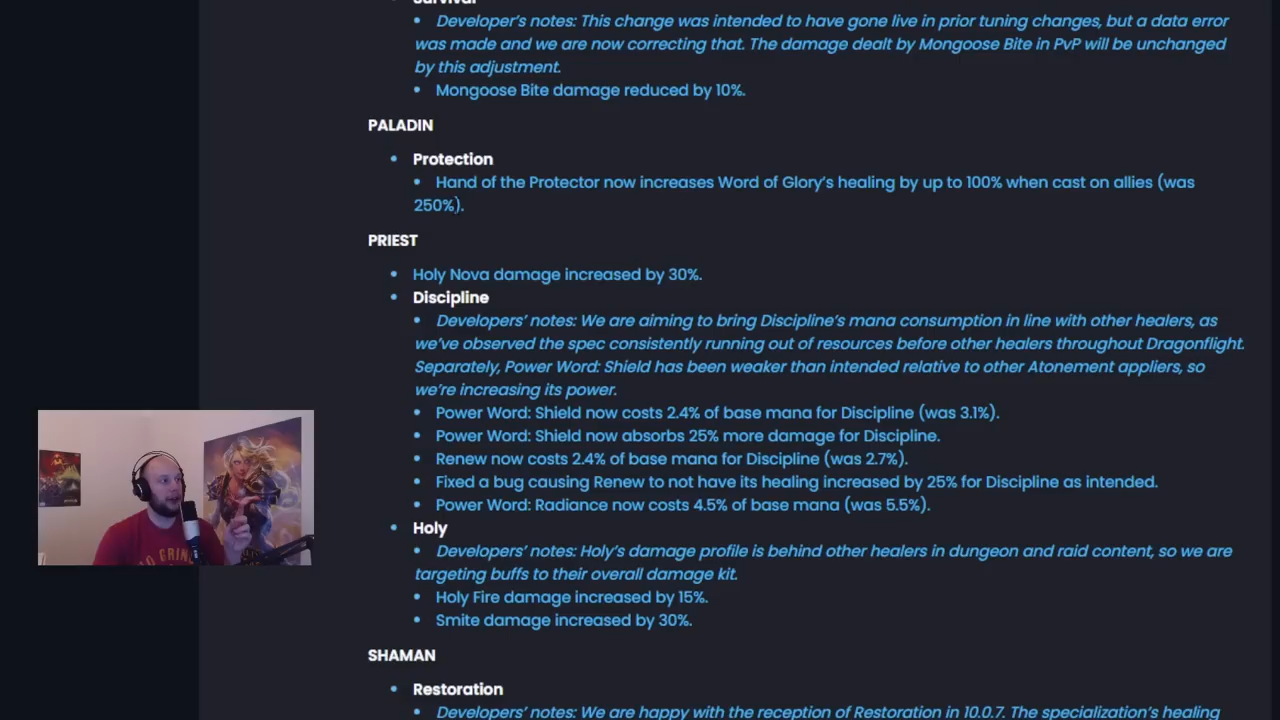 Survival
Developer's notes: This change was intended to have gone live in prior tuning changes, but a data error
was made and we are now correcting that. The damage dealt by Mongoose Bite in PvP will be unchanged
by this adjustment.
Mongoose Bite damage reduced by 10%.
PALADIN
Protection
Hand of the Protector now increases Word of Glory's healing by up to 100% when cast on allies (was
250%).
PRIEST
Holy Nova damage increased by 30%.
Discipline
Developers' notes: We are aiming to bring Discipline's mana consumption in line with other healers, as
we've observed the spec consistently running out of resources before other healers throughout Dragonflight.
Separately, Power Word: Shield has been weaker than intended relative to other Atonement appliers, so
we're increasing its power.
Power Word: Shield now costs 2.4% of base mana for Discipline (was 3.1%).
Power Word: Shield now absorbs 25% more damage for Discipline.
Renew now costs 2.4% of base mana for Discipline (was 2.7%).
Fixed a bug causing Renew to not have its healing increased by 25% for Discipline as intended.
Power Word: Radiance now costs 4.5% of base mana (was 5.5%).
Holy
Developers' notes: Holy's damage profile is behind other healers in dungeon and raid content, so we are
targeting buffs to their overall damage kit.
Holy Fire damage increased by 15%.
Smite damage increased by 30%.
SHAMAN
Restoration
Developers' notes: We are happy with the reception of Restoration in 10.0.7. The specialization's healing